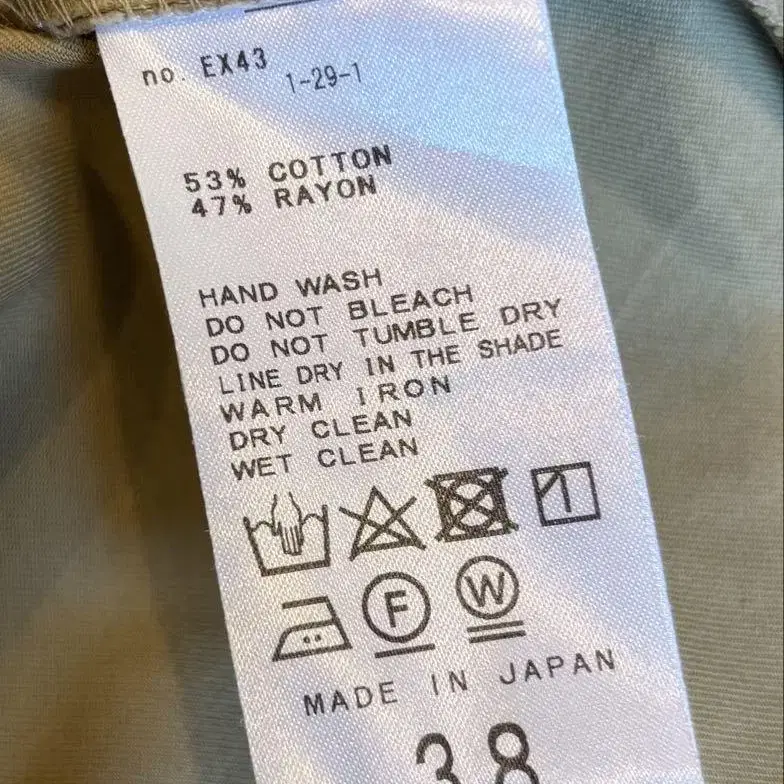 no. EX43
1-29-1
53% COTTON
47% RAYON
HAND WASH
DO NOT BLEACH
DO NOT TUMBLE DRY
LINE DRY IN THE SHADE
WARM IRON
DRY CLEAN
WET CLEAN
F W
MADE IN JAPAN
38